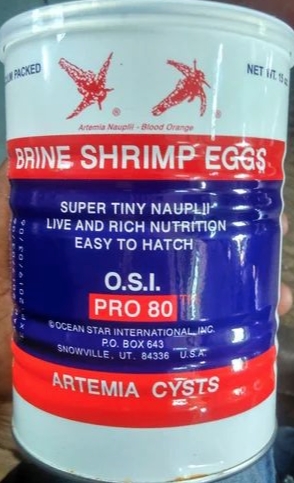 PACKED
NET WT. 15 oz
® ®
Artemia Nauplii - Blood Orange
BRINE SHRIMP EGGS
SUPER TINY NAUPLII
LIVE AND RICH NUTRITION
EASY TO HATCH
O.S.I.
PRO 80
©OCEAN STAR INTERNATIONAL, INC.
P.O. BOX 643
SNOWVILLE, UT. 84336 U.S.A.
ARTEMIA CYSTS